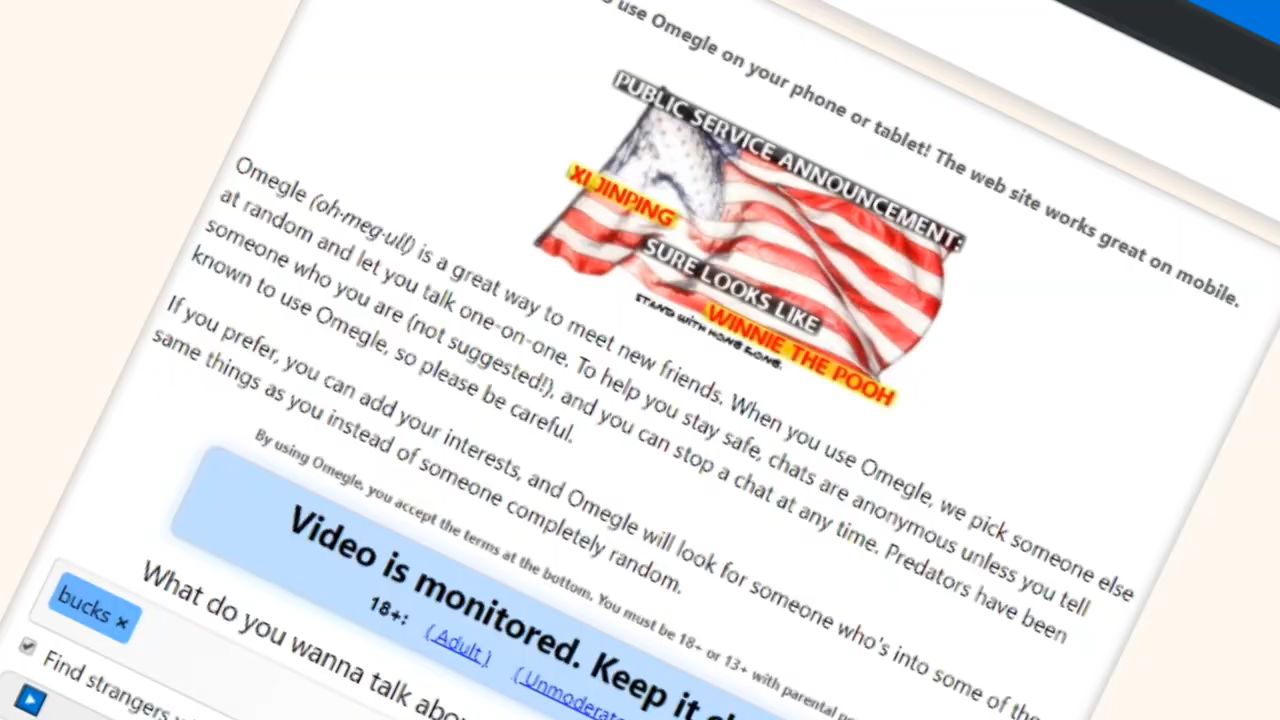 use Omegle on your phone or tablet! The web site works great on mobile.
PUBLIC SERVICE ANNOUNCEMENT:
XI JINPING
SURE LOOKS LIKE
WINNIE THE POOH
STAND WITH HONG KONG.
Omegle (oh·meg·ull) is a great way to meet new friends. When you use Omegle, we pick someone else
at random and let you talk one-on-one. To help you stay safe, chats are anonymous unless you tell
someone who you are (not suggested!), and you can stop a chat at any time. Predators have been
known to use Omegle, so please be careful.
If you prefer, you can add your interests, and Omegle will look for someone who's into some of the
same things as you instead of someone completely random.
By using Omegle, you accept the terms at the bottom. You must be 18+ or 13+ with parental
Video is monitored. Keep it
18+: (Adult) (Unmoderat
What do you wanna talk abo
bucks ×
Find strangers